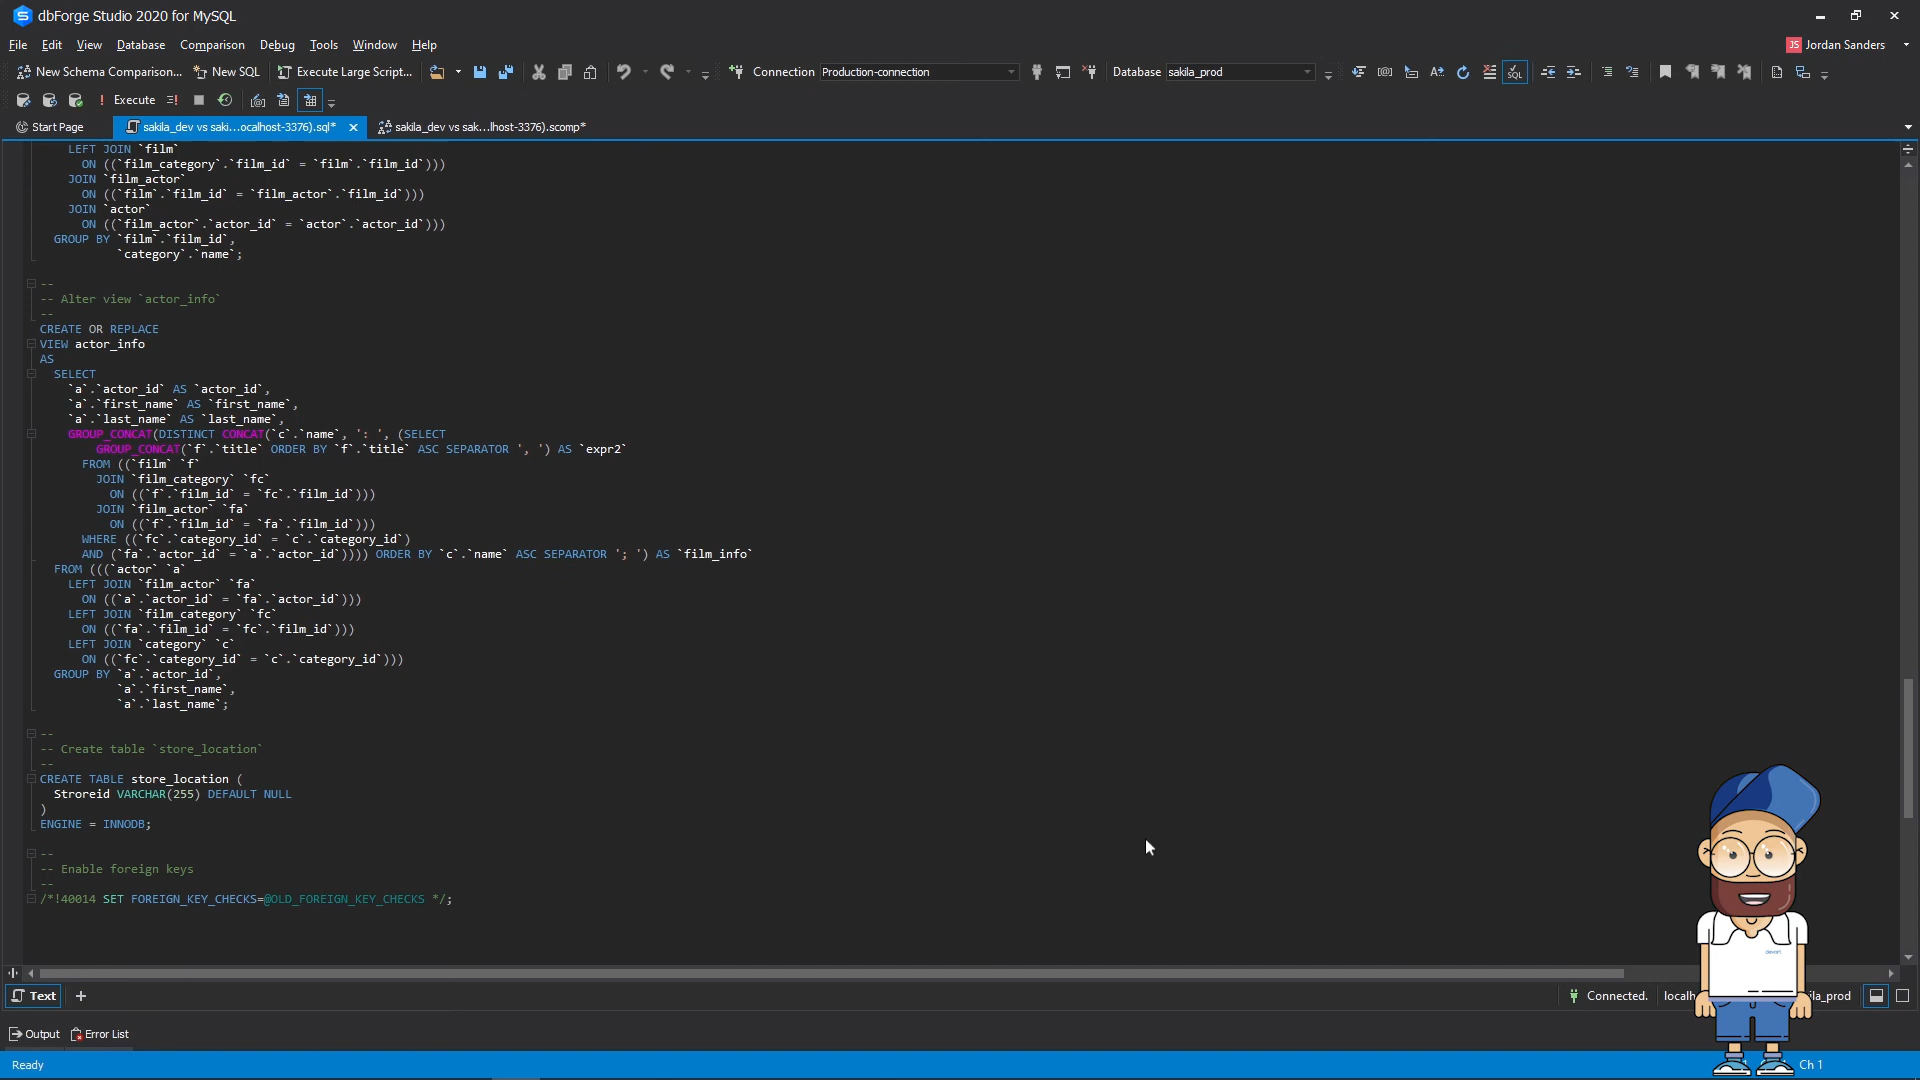 dbForge Studio 2020 for MySQL
File Edit View Database Comparison Debug Tools Window Help
JS Jordan Sanders
New Schema Comparison... New SQL Execute Large Script... Connection Production-connection Database sakila_prod
Execute
Start Page sakila_dev vs saki...ocalhost-3376).sql* sakila_dev vs sak...lhost-3376).scomp*
LEFT JOIN `film`
ON ((`film_category`.`film_id` = `film`.`film_id`)))
JOIN `film_actor`
ON ((`film`.`film_id` = `film_actor`.`film_id`)))
JOIN `actor`
ON ((`film_actor`.`actor_id` = `actor`.`actor_id`)))
GROUP BY `film`.`film_id`,
`category`.`name`;
--
-- Alter view `actor_info`
--
CREATE OR REPLACE
VIEW actor_info
AS
SELECT
`a`.`actor_id` AS `actor_id`,
`a`.`first_name` AS `first_name`,
`a`.`last_name` AS `last_name`,
GROUP_CONCAT(DISTINCT CONCAT(`c`.`name`, ': ', (SELECT
GROUP_CONCAT(`f`.`title` ORDER BY `f`.`title` ASC SEPARATOR ', ') AS `expr2`
FROM ((`film` `f`
JOIN `film_category` `fc`
ON ((`f`.`film_id` = `fc`.`film_id`)))
JOIN `film_actor` `fa`
ON ((`f`.`film_id` = `fa`.`film_id`)))
WHERE ((`fc`.`category_id` = `c`.`category_id`)
AND (`fa`.`actor_id` = `a`.`actor_id`)))) ORDER BY `c`.`name` ASC SEPARATOR '; ') AS `film_info`
FROM (((`actor` `a`
LEFT JOIN `film_actor` `fa`
ON ((`a`.`actor_id` = `fa`.`actor_id`)))
LEFT JOIN `film_category` `fc`
ON ((`fa`.`film_id` = `fc`.`film_id`)))
LEFT JOIN `category` `c`
ON ((`fc`.`category_id` = `c`.`category_id`)))
GROUP BY `a`.`actor_id`,
`a`.`first_name`,
`a`.`last_name`;
--
-- Create table `store_location`
--
CREATE TABLE store_location (
Stroreid VARCHAR(255) DEFAULT NULL
)
ENGINE = INNODB;
--
-- Enable foreign keys
--
/*!40014 SET FOREIGN_KEY_CHECKS=@OLD_FOREIGN_KEY_CHECKS */;
devart
Text + Connected. localh ila_prod
Output Error List
Ready Ch 1